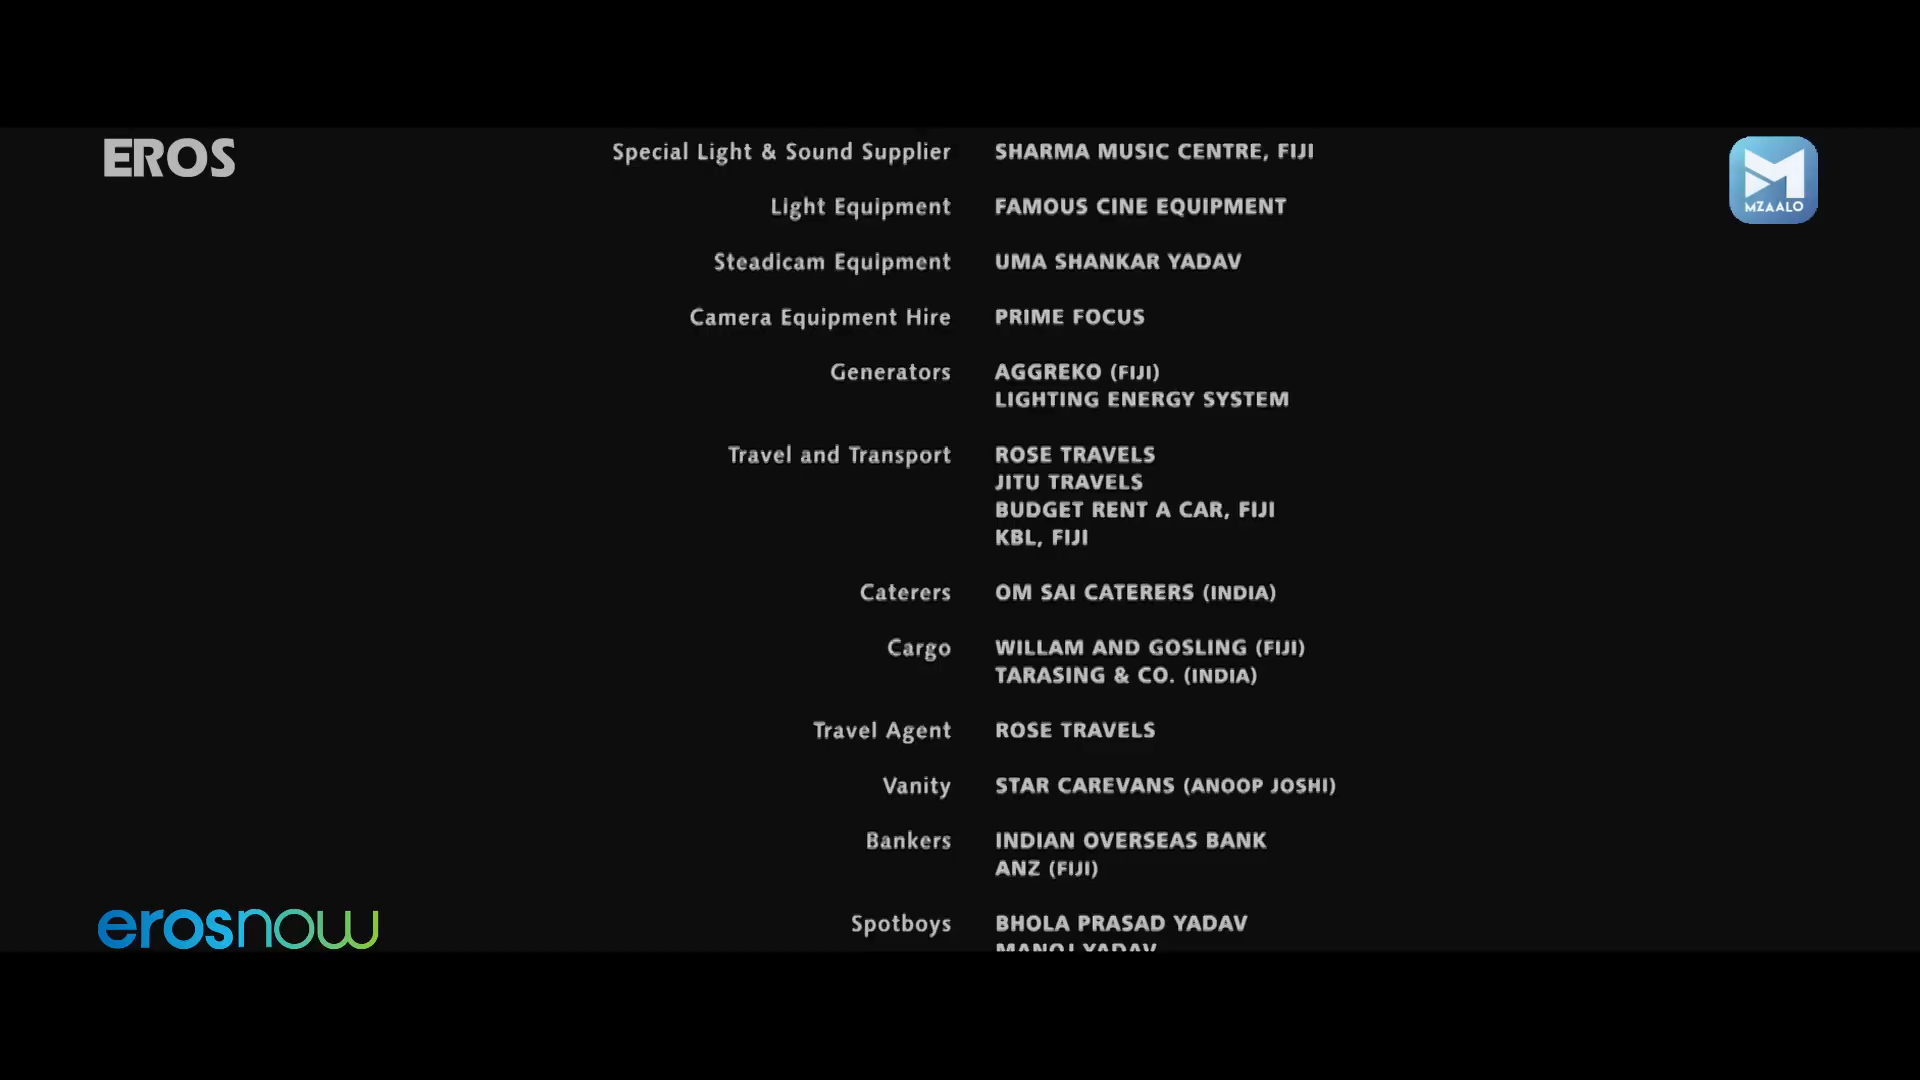 EROS
MZAALO
Special Light & Sound Supplier SHARMA MUSIC CENTRE, FIJI
Light Equipment FAMOUS CINE EQUIPMENT
Steadicam Equipment UMA SHANKAR YADAV
Camera Equipment Hire PRIME FOCUS
Generators AGGREKO (FIJI)
LIGHTING ENERGY SYSTEM
Travel and Transport ROSE TRAVELS
JITU TRAVELS
BUDGET RENT A CAR, FIJI
KBL, FIJI
Caterers OM SAI CATERERS (INDIA)
Cargo WILLAM AND GOSLING (FIJI)
TARASING & CO. (INDIA)
Travel Agent ROSE TRAVELS
Vanity STAR CAREVANS (ANOOP JOSHI)
Bankers INDIAN OVERSEAS BANK
ANZ (FIJI)
Spotboys BHOLA PRASAD YADAV
MANOJ YADAV
erosnow